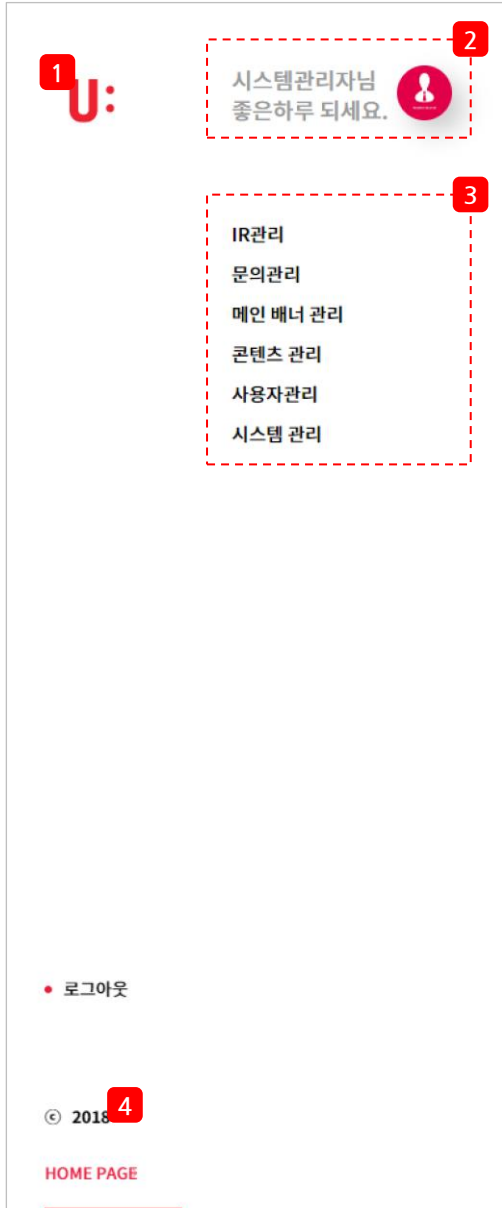 1
U:
2
시스템관리자님
좋은하루 되세요.
3
IR관리
문의관리
메인 배너 관리
콘텐츠 관리
사용자관리
시스템 관리
• 로그아웃
ⓒ 2018
4
HOME PAGE